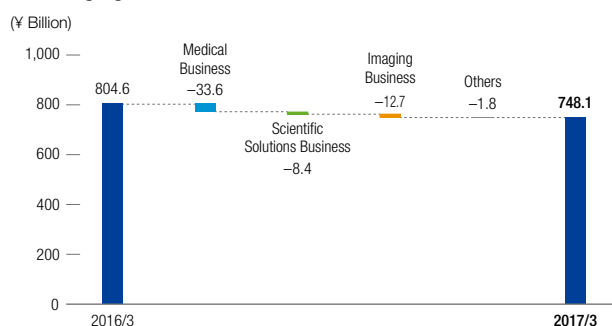 (¥ Billion)
1,000
800
600
400
200
0
804.6
Medical
Business
–33.6
Scientific
Solutions Business
–8.4
Imaging
Business
–12.7
Others
–1.8
748.1
2016/3
2017/3